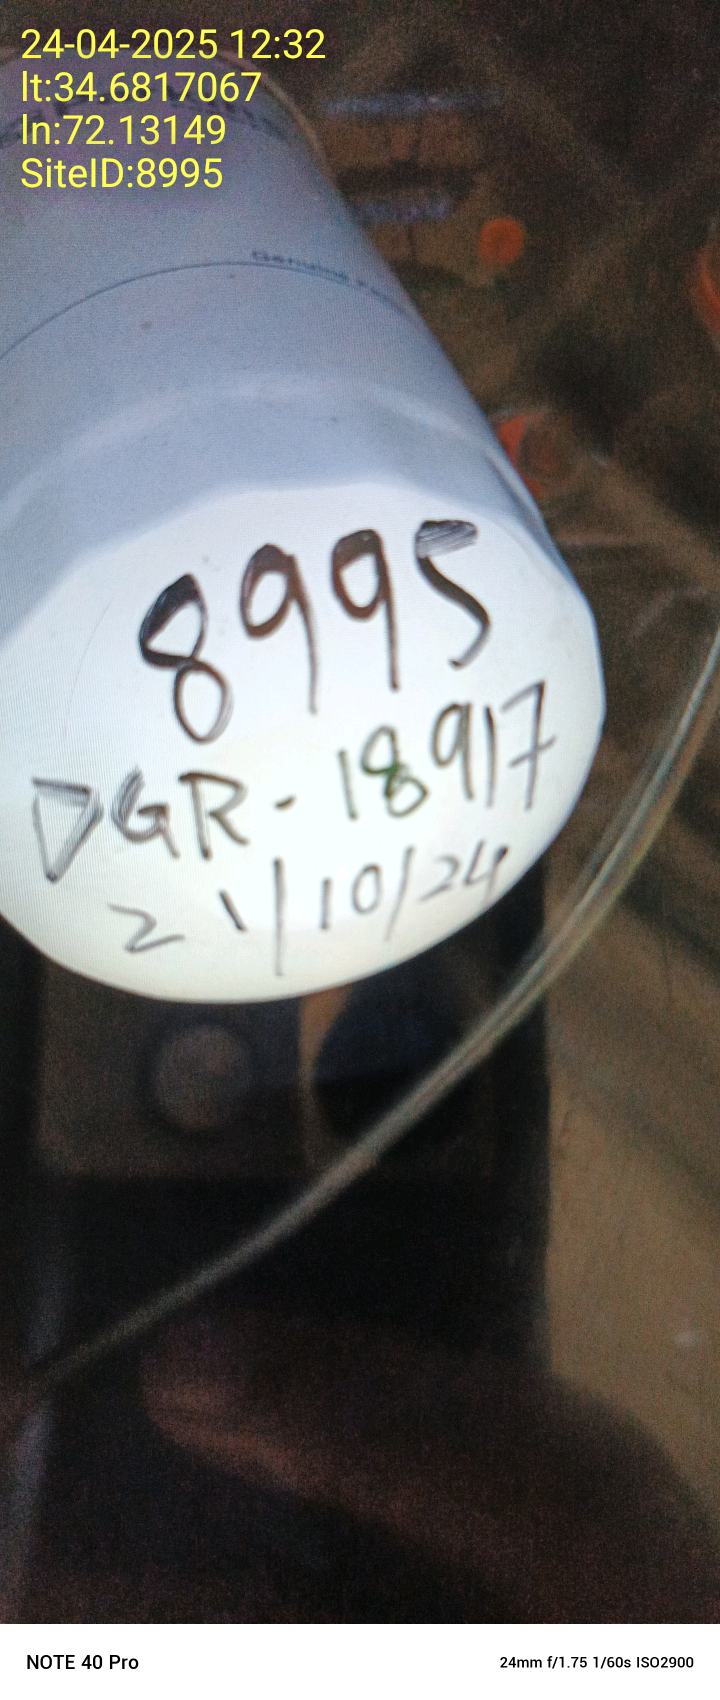 24-04-2025 12:32
lt:34.6817067
ln:72.13149
SiteID:8995
Genuine
8995
DGR-18917
21/10/24
NOTE 40 Pro
24mm f/1.75 1/60s ISO2900